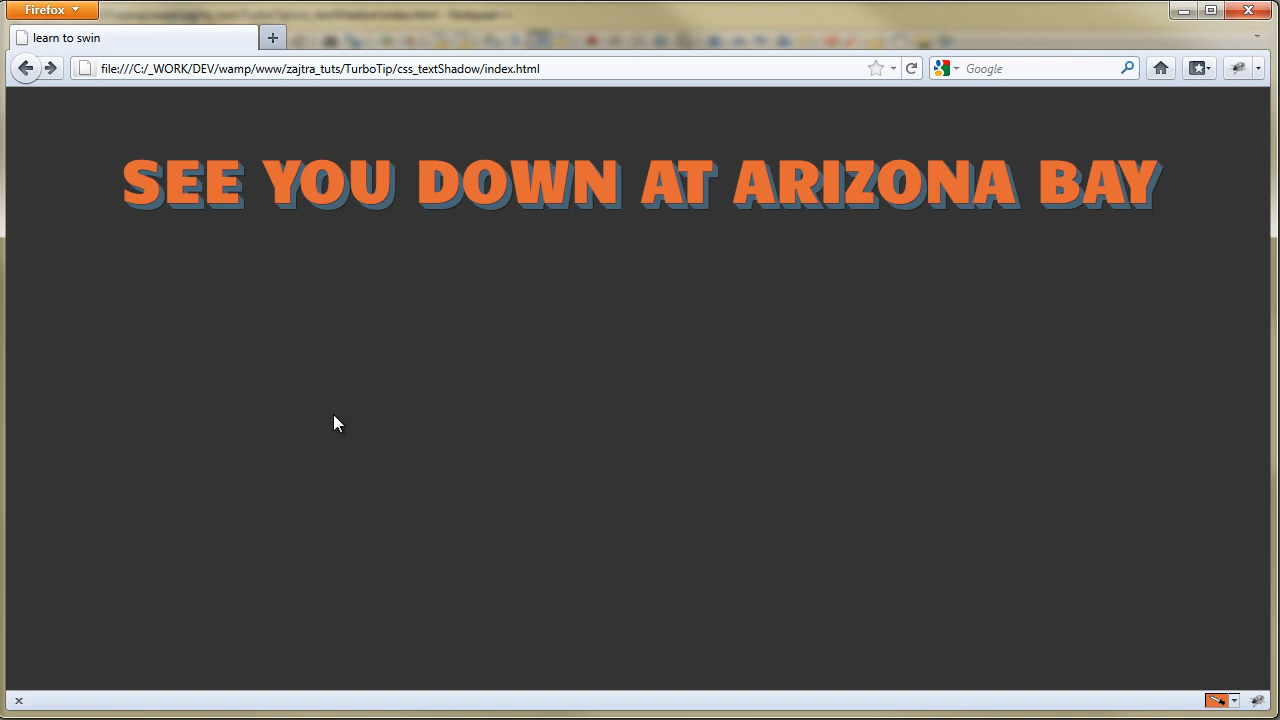 Firefox
learn to swin
file:///C:/_WORK/DEV/wamp/www/zajtra_tuts/TurboTip/css_textShadow/index.html
Google
SEE YOU DOWN AT ARIZONA BAY